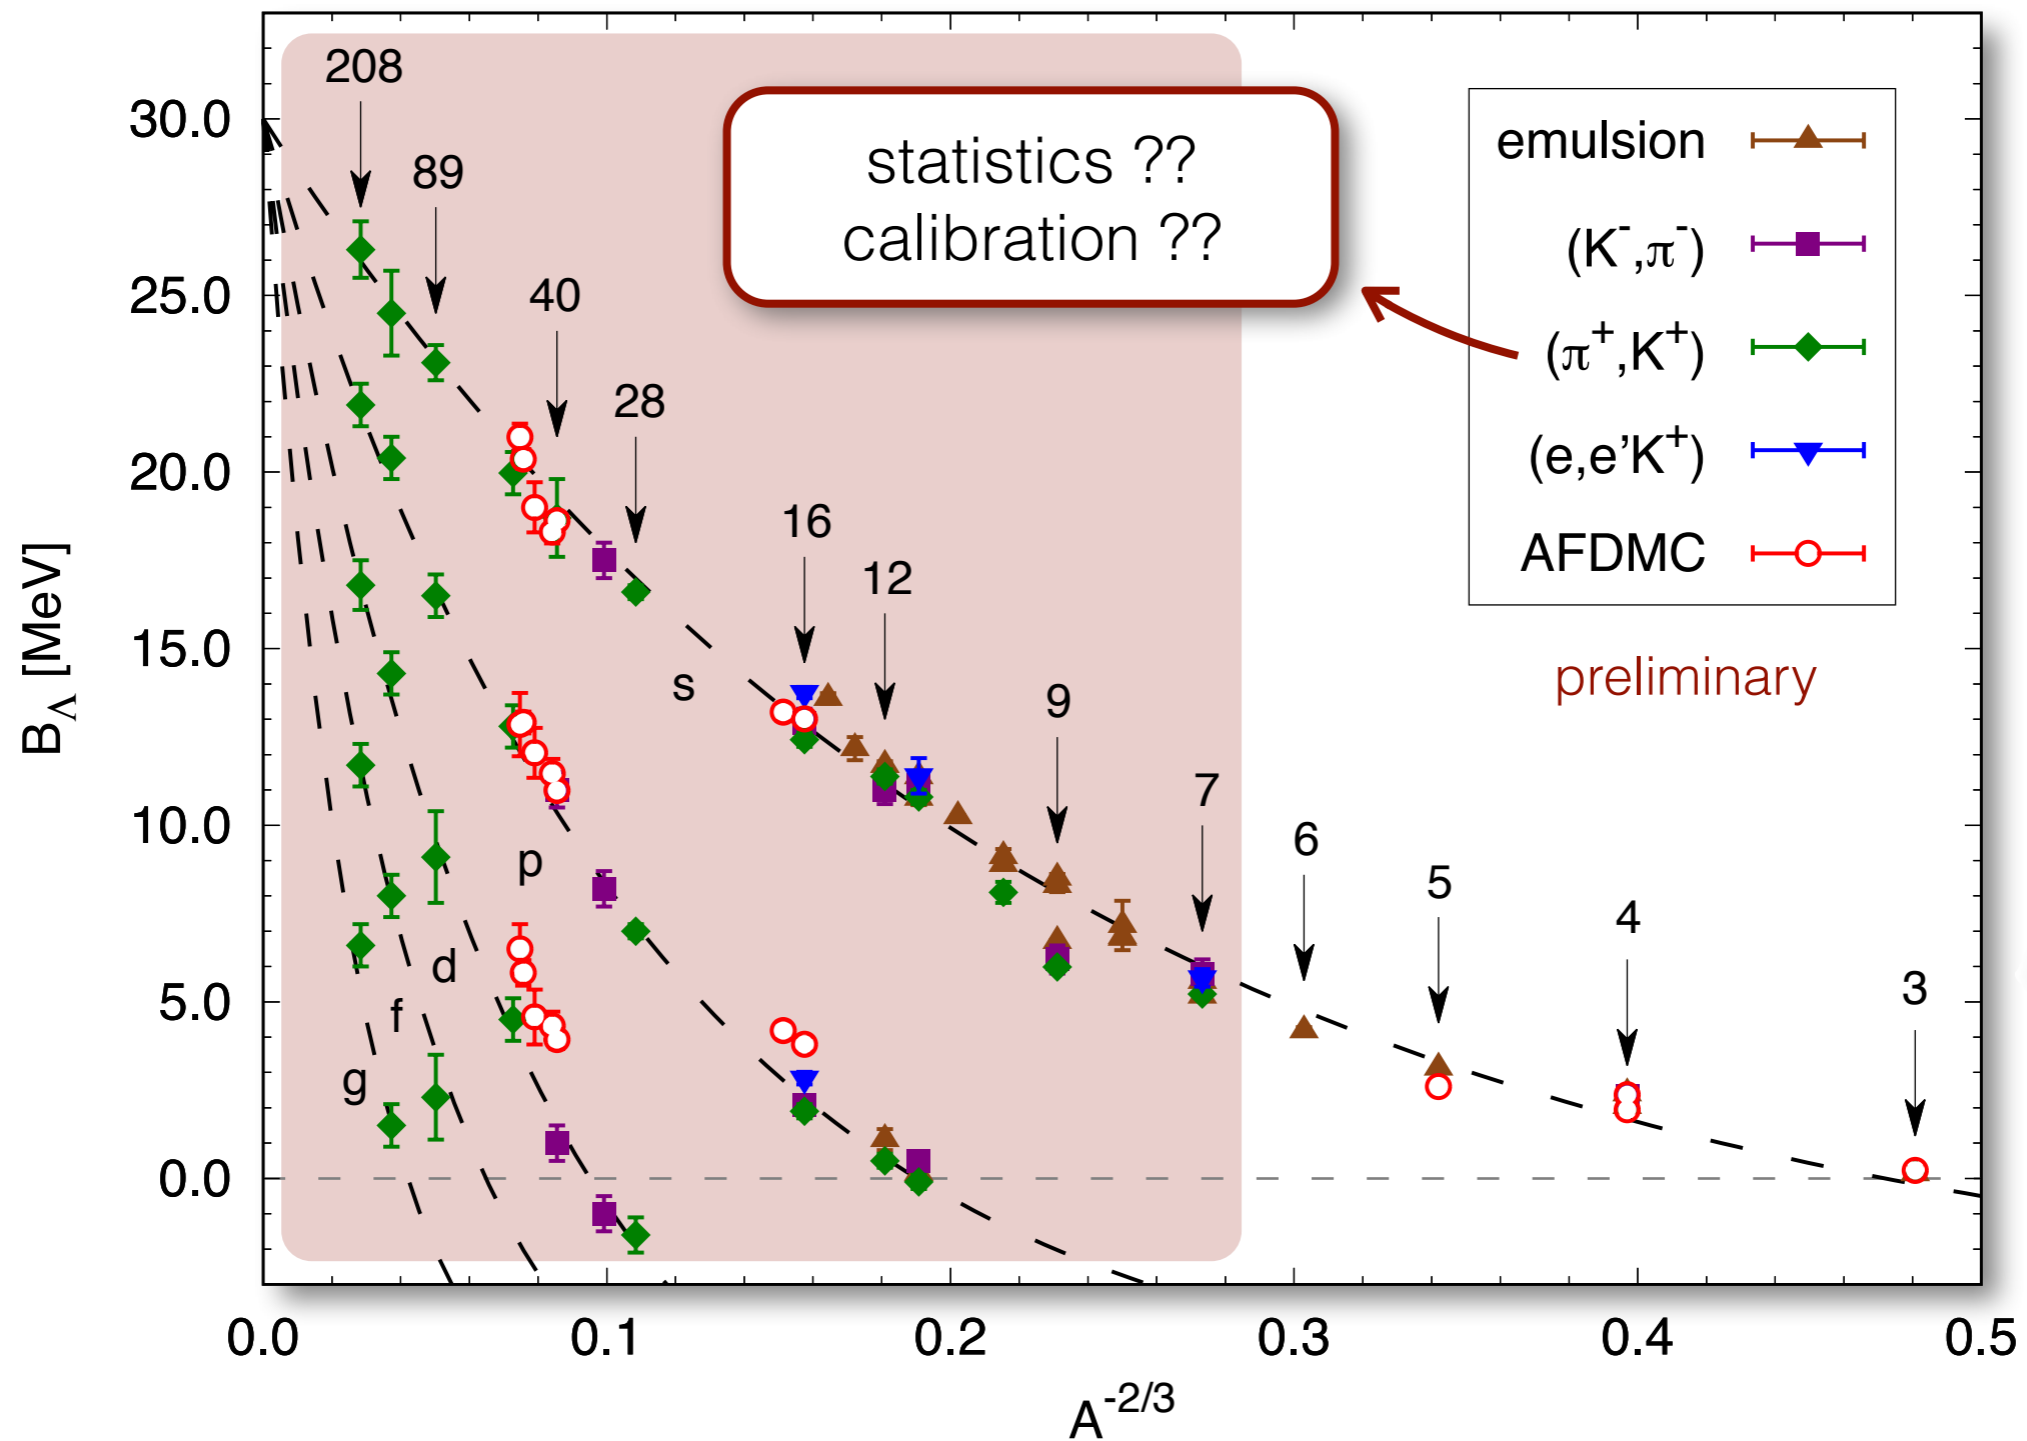 208
89
40
28
16
12
9
7
6
5
4
3
statistics ??
calibration ??
emulsion
(K⁻,π⁻)
(π⁺,K⁺)
(e,e'K⁺)
AFDMC
preliminary
s
p
d
f
g
B_Λ [MeV]
30.0
25.0
20.0
15.0
10.0
5.0
0.0
0.0 0.1 0.2 0.3 0.4 0.5
A⁻²/³